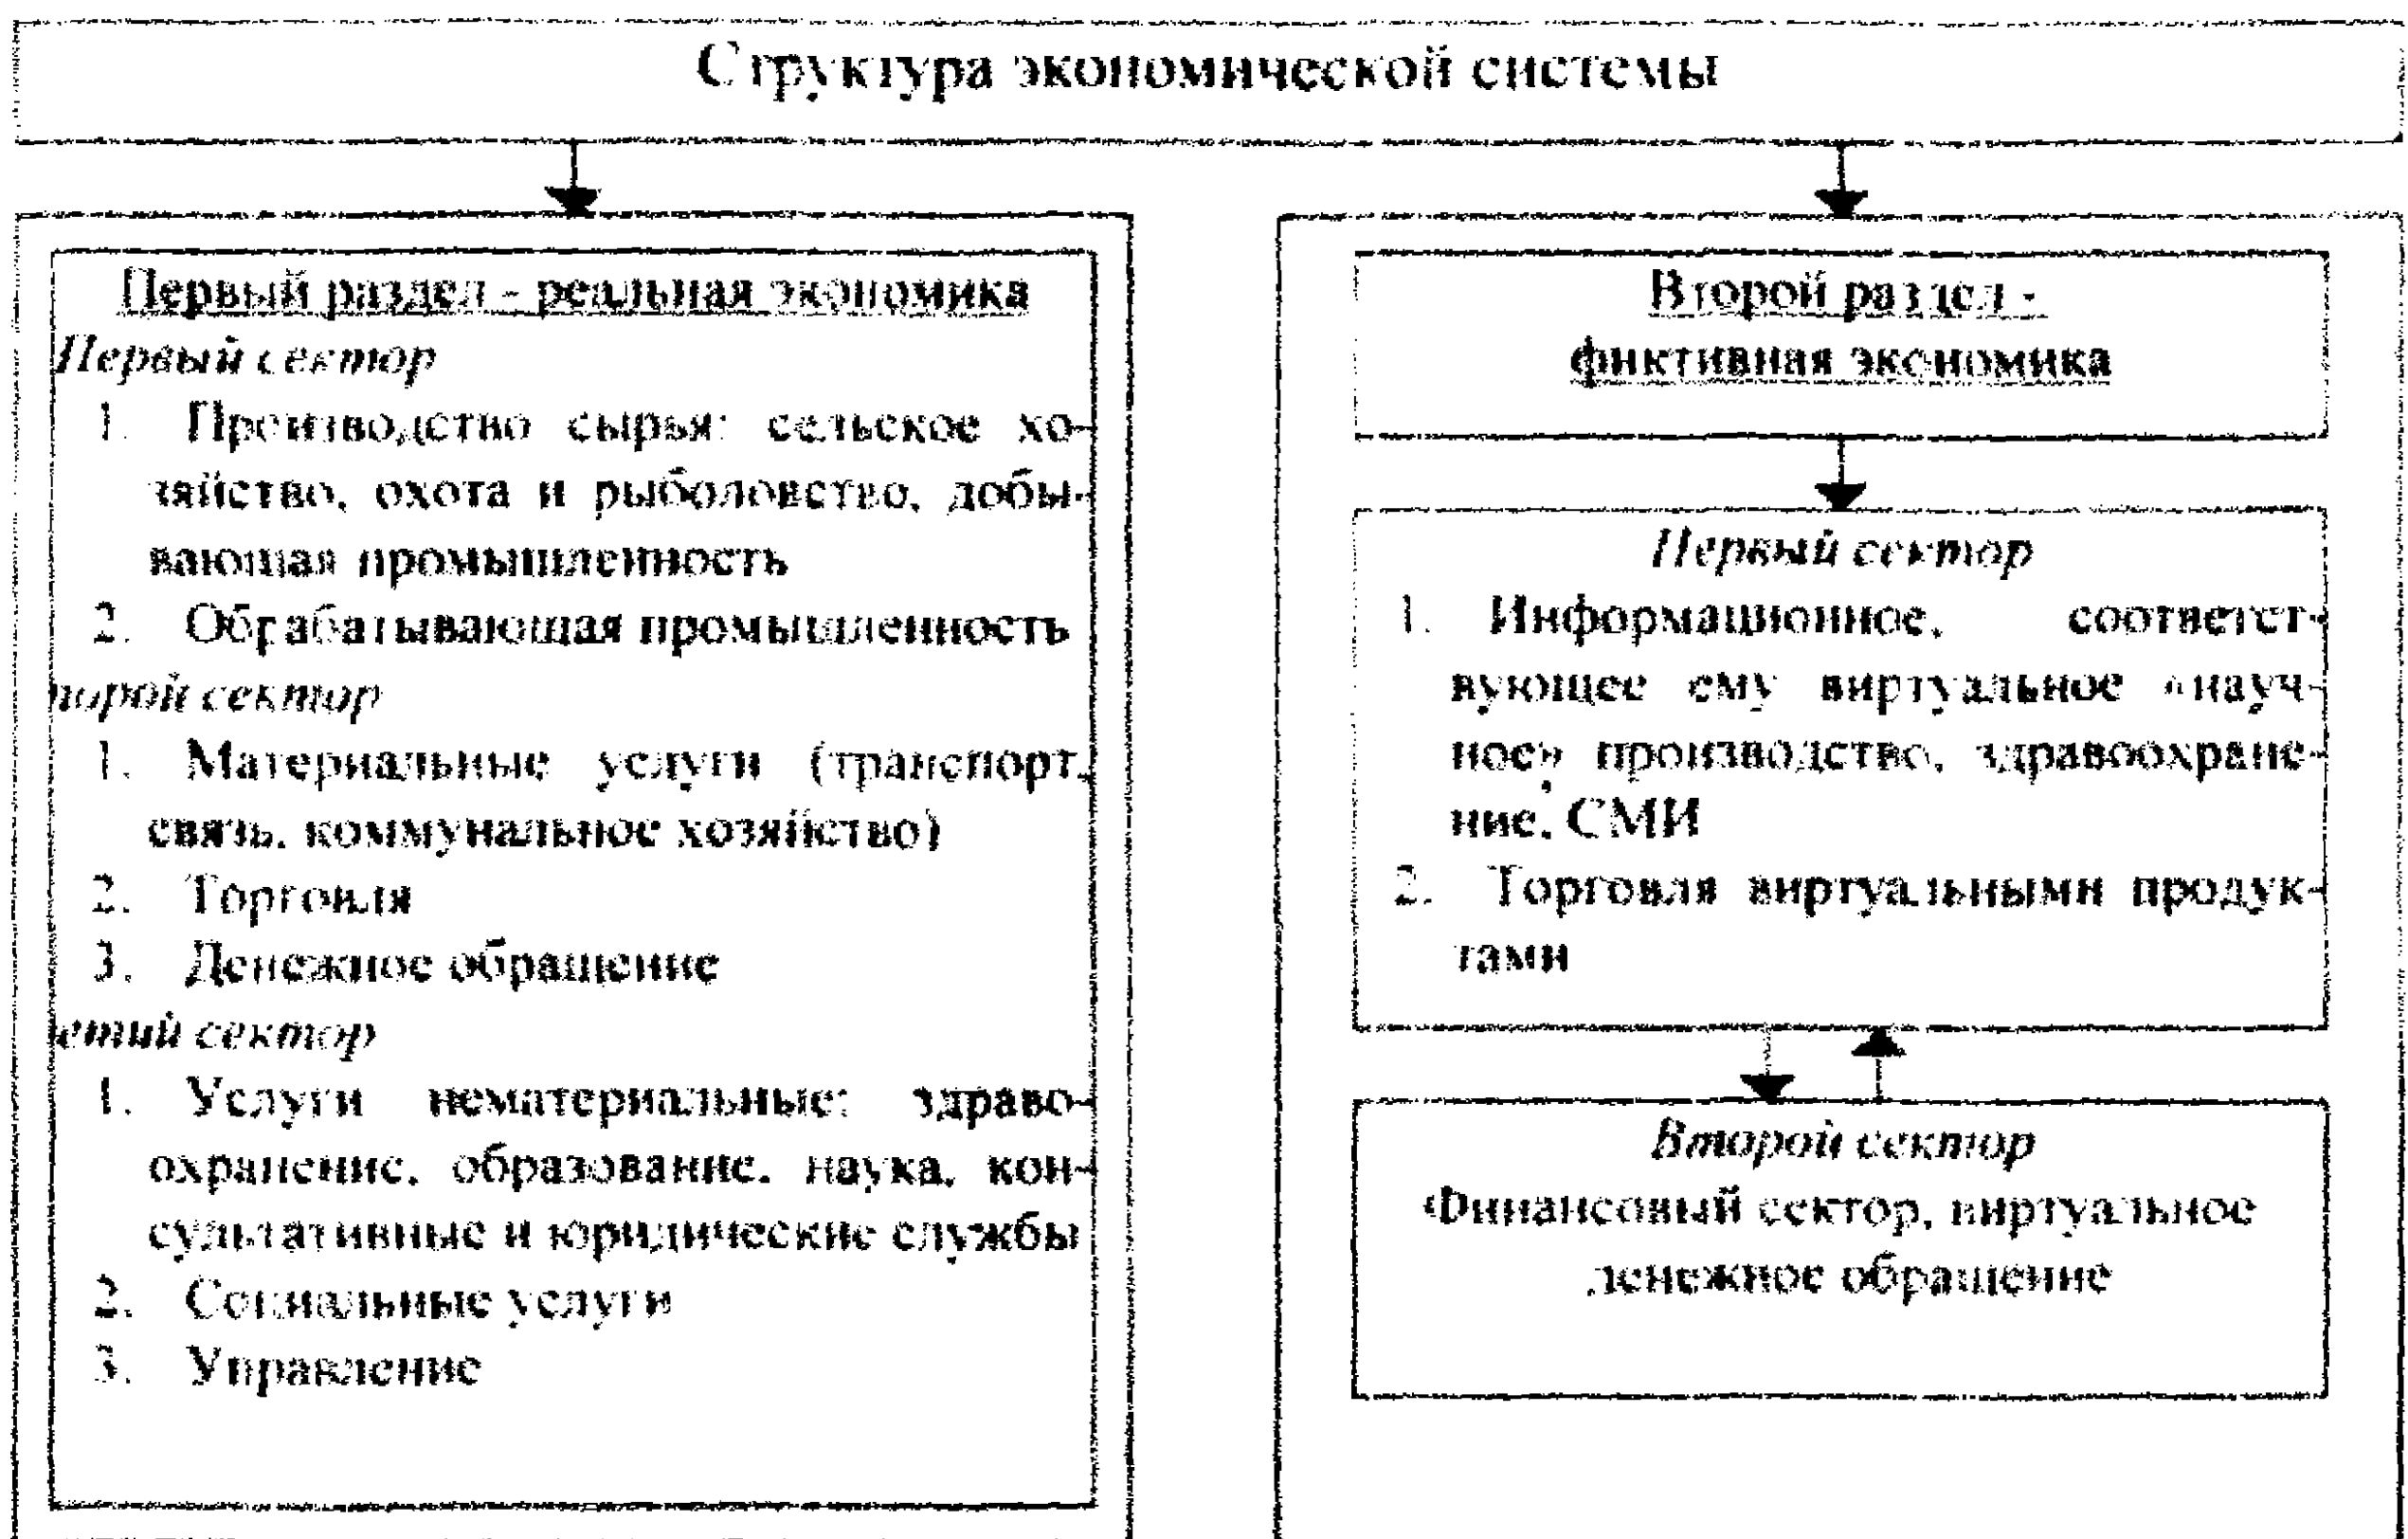 Структура экономической системы
Первый раздел - реальная экономика
Первый сектор
1. Производство сырья: сельское хо-
зяйство, охота и рыболовство, добы-
вающая промышленность
2. Обрабатывающая промышленность
торой сектор
1. Материальные услуги (транспорт,
связь, коммунальное хозяйство)
2. Торговля
3. Денежное обращение
етий сектор
1. Услуги нематериальные: здраво-
охранение, образование, наука, кон-
сультативные и юридические службы
2. Социальные услуги
3. Управление
Второй раздел -
фиктивная экономика
Первый сектор
1. Информационное, соответст-
вующее ему виртуальное «науч-
ное» производство, здравоохране-
ние, СМИ
2. Торговля виртуальными продук-
тами
Второй сектор
Финансовый сектор, виртуальное
денежное обращение